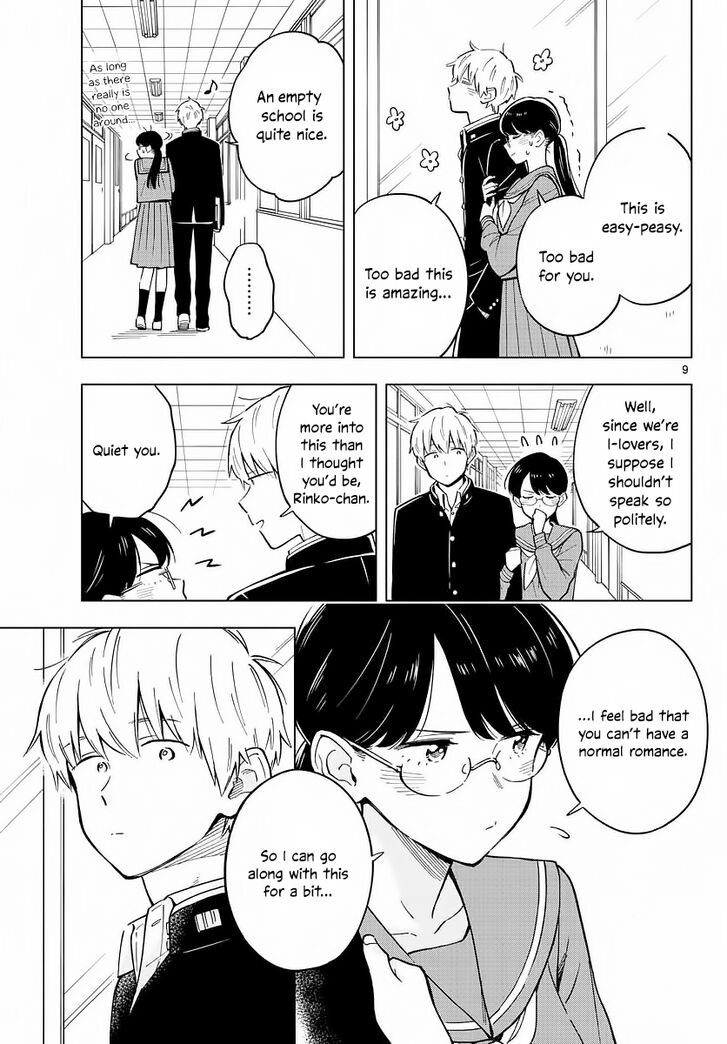 This is
easy-peasy.
Too bad
for you.
Too bad this
is amazing...
An empty
school is
quite nice.
As long
as there
really is
no one
around...
.........
9
Well,
since we're
l-lovers, I
suppose I
shouldn't
speak so
politely.
You're
more into
this than
I thought
you'd be,
Rinko-chan.
Quiet you.
...I feel bad that
you can't have a
normal romance.
So I can go
along with this
for a bit...